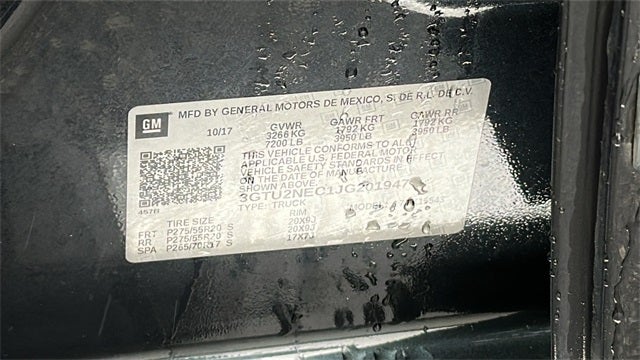 GM
MFD BY GENERAL MOTORS DE MEXICO, S. DE R.L. DE C.V.
10/17 GVWR GAWR FRT GAWR RR
3266 KG 1792 KG 1792 KG
7200 LB 3950 LB 3950 LB
THIS VEHICLE CONFORMS TO ALL
APPLICABLE U.S. FEDERAL MOTOR
VEHICLE SAFETY STANDARDS IN EFFECT
ON THE DATE OF MANUFACTURE
SHOWN ABOVE.
3GTU2NEC1JG201947
TYPE: TRUCK MODEL:
457B
TIRE SIZE RIM
FRT P275/55R20 S 20X9J
RR P275/55R20 S 20X9J
SPA P265/70R17 S 17X7J